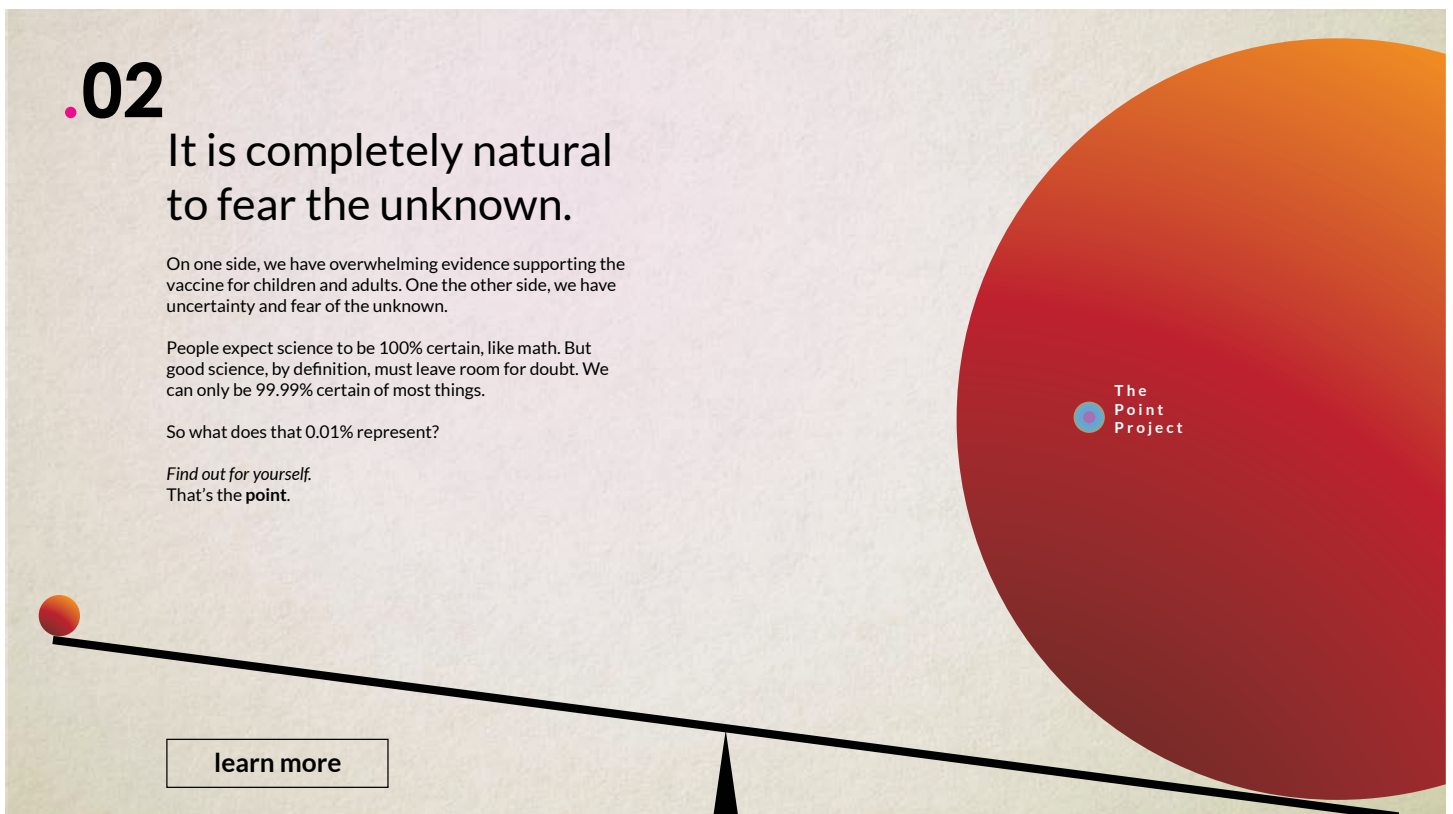 .02
It is completely natural
to fear the unknown.
On one side, we have overwhelming evidence supporting the
vaccine for children and adults. One the other side, we have
uncertainty and fear of the unknown.
People expect science to be 100% certain, like math. But
good science, by definition, must leave room for doubt. We
can only be 99.99% certain of most things.
So what does that 0.01% represent?
Find out for yourself.
That’s the point.
The
Point
Project
learn more